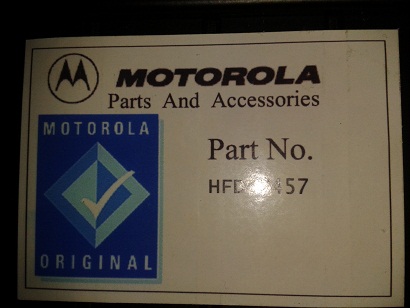 MOTOROLA
Parts And Accessories
MOTOROLA
ORIGINAL
Part No.